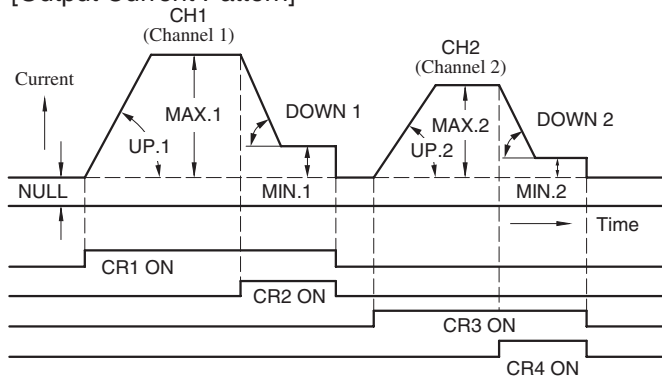 [Output Current Pattern]
CH1
(Channel 1)
CH2
(Channel 2)
Current
MAX.1
DOWN 1
UP.1
MAX.2
DOWN 2
UP.2
NULL
MIN.1
MIN.2
Time
CR1 ON
CR2 ON
CR3 ON
CR4 ON